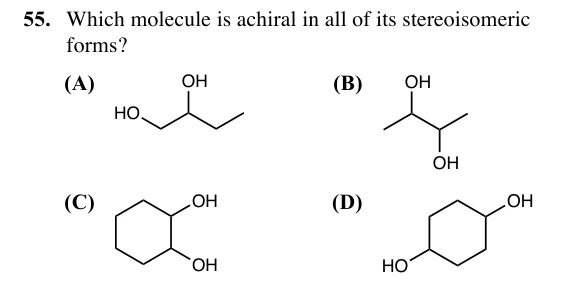 55. Which molecule is achiral in all of its stereoisomeric
forms?
(A)
OH
HO
(B)
OH
OH
(C)
OH
OH
(D)
OH
HO